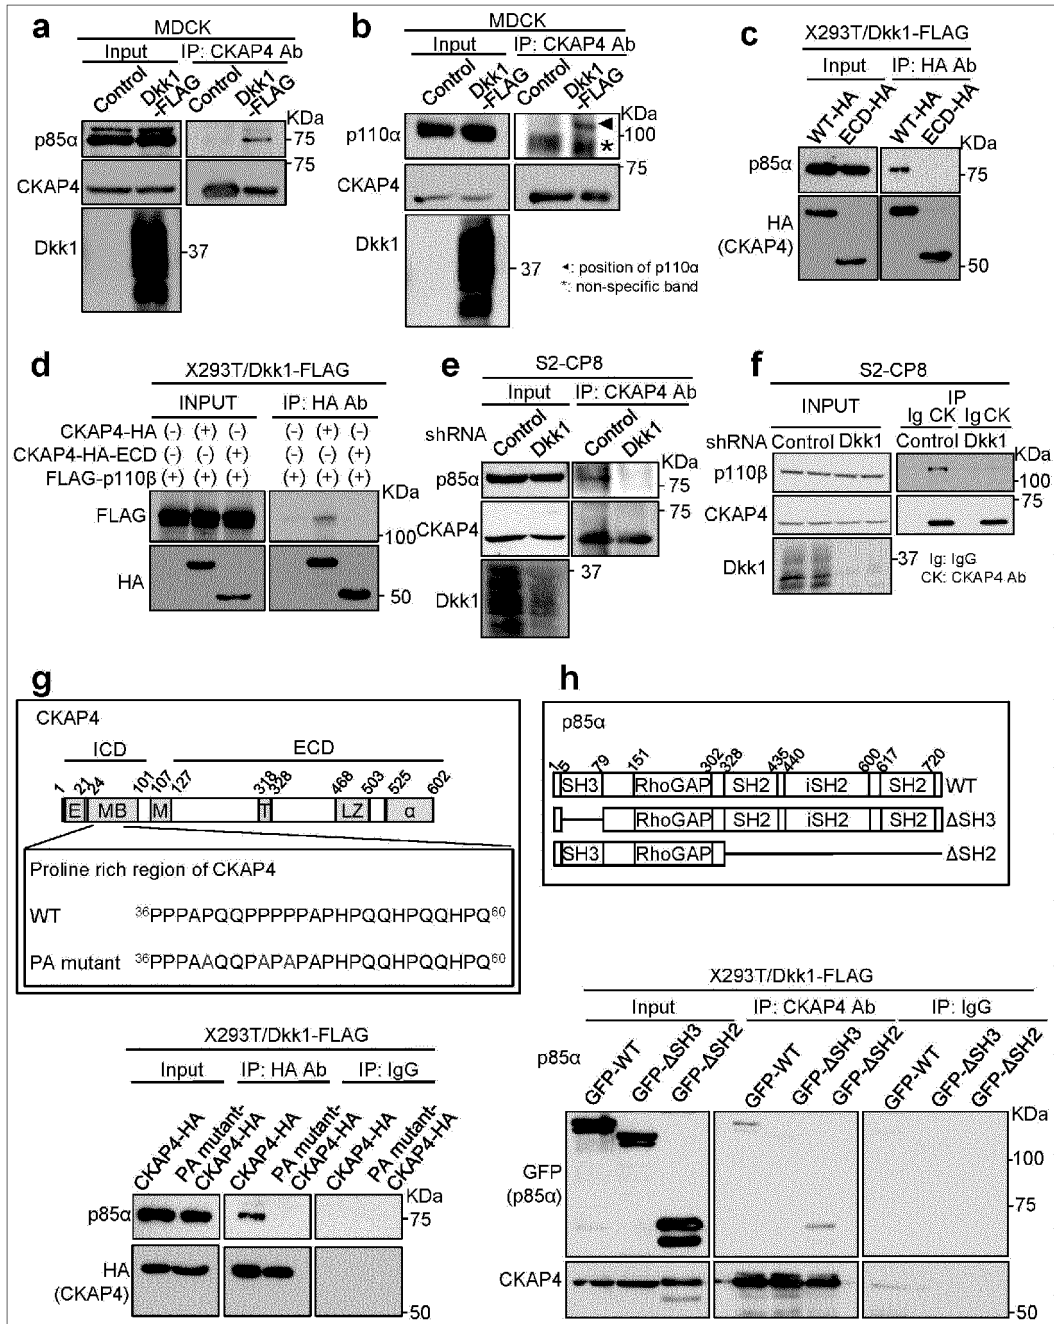 a
MDCK
Input IP: CKAP4 Ab
Control
Dkk1
-FLAG
Control
Dkk1
-FLAG
KDa
p85α
75
75
CKAP4
Dkk1
37
b
MDCK
Input IP: CKAP4 Ab
Control
Dkk1
-FLAG
Control
Dkk1
-FLAG
KDa
p110α
100
*
75
CKAP4
Dkk1
37
◄: position of p110α
*: non-specific band
c
X293T/Dkk1-FLAG
Input IP: HA Ab
WT-HA
ECD-HA
WT-HA
ECD-HA
KDa
p85α
75
HA
(CKAP4)
50
d
X293T/Dkk1-FLAG
INPUT IP: HA Ab
CKAP4-HA (-) (+) (-) (-) (+) (-)
CKAP4-HA-ECD (-) (-) (+) (-) (-) (+)
FLAG-p110β (+) (+) (+) (+) (+) (+)
KDa
FLAG
100
HA
50
e
S2-CP8
Input IP: CKAP4 Ab
shRNA
Control
Dkk1
Control
Dkk1
KDa
p85α
75
75
CKAP4
37
Dkk1
f
S2-CP8
INPUT
IP
Ig CK Ig CK
shRNA Control Dkk1 Control Dkk1
KDa
p110β
100
75
CKAP4
37
Dkk1
Ig: IgG
CK: CKAP4 Ab
g
CKAP4
ICD ECD
1 21 24 101 107 127 318 328 468 503 525 602
E MB M T LZ α
Proline rich region of CKAP4
WT 36PPPAPQQPPPPPAPHPQQHPQQHPQ60
PA mutant 36PPPAAQQPAPAPAPHPQQHPQQHPQ60
X293T/Dkk1-FLAG
Input IP: HA Ab IP: IgG
CKAP4-HA
PA mutant-
CKAP4-HA
CKAP4-HA
PA mutant-
CKAP4-HA
CKAP4-HA
PA mutant-
CKAP4-HA
KDa
p85α
75
HA
(CKAP4)
50
h
p85α
1 5 79 151 302 328 435 440 600 617 720
SH3 RhoGAP SH2 iSH2 SH2 WT
RhoGAP SH2 iSH2 SH2 ΔSH3
SH3 RhoGAP ΔSH2
X293T/Dkk1-FLAG
Input IP: CKAP4 Ab IP: IgG
p85α
GFP-WT
GFP-ΔSH3
GFP-ΔSH2
GFP-WT
GFP-ΔSH3
GFP-ΔSH2
GFP-WT
GFP-ΔSH3
GFP-ΔSH2
KDa
100
GFP
(p85α)
75
CKAP4
50